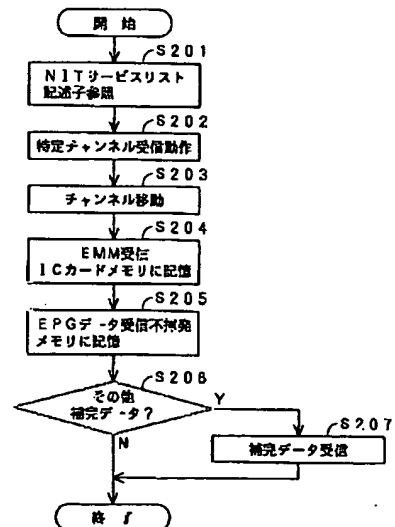 開 始
S201
NITサービスリスト
記述子参照
S202
特定チャンネル受信動作
S203
チャンネル移動
S204
EMM受信
ICカードメモリに記憶
S205
EPGデータ受信不揮発
メモリに記憶
S206
その他
補完データ?
Y
N
S207
補完データ受信
終 了